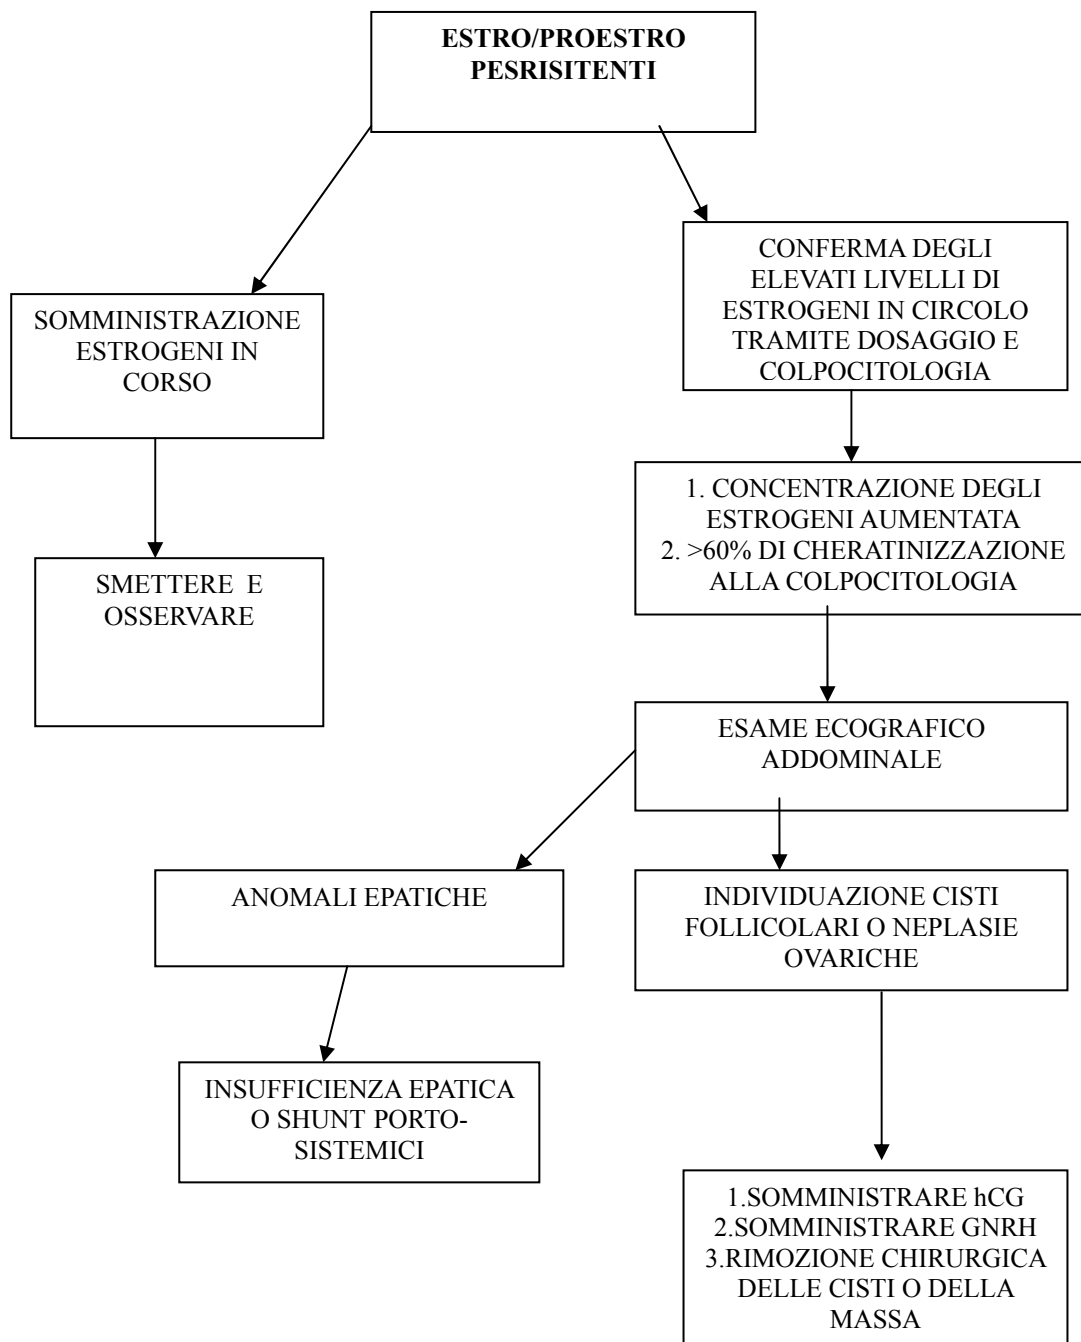 ESTRO/PROESTRO
PESRISITENTI
SOMMINISTRAZIONE
ESTROGENI IN
CORSO
CONFERMA DEGLI
ELEVATI LIVELLI DI
ESTROGENI IN CIRCOLO
TRAMITE DOSAGGIO E
COLPOCITOLOGIA
SMETTERE E
OSSERVARE
1. CONCENTRAZIONE DEGLI
ESTROGENI AUMENTATA
2. >60% DI CHERATINIZZAZIONE
ALLA COLPOCITOLOGIA
ESAME ECOGRAFICO
ADDOMINALE
ANOMALI EPATICHE
INDIVIDUAZIONE CISTI
FOLLICOLARI O NEPLASIE
OVARICHE
INSUFFICIENZA EPATICA
O SHUNT PORTO-
SISTEMICI
1.SOMMINISTRARE hCG
2.SOMMINISTRARE GNRH
3.RIMOZIONE CHIRURGICA
DELLE CISTI O DELLA
MASSA